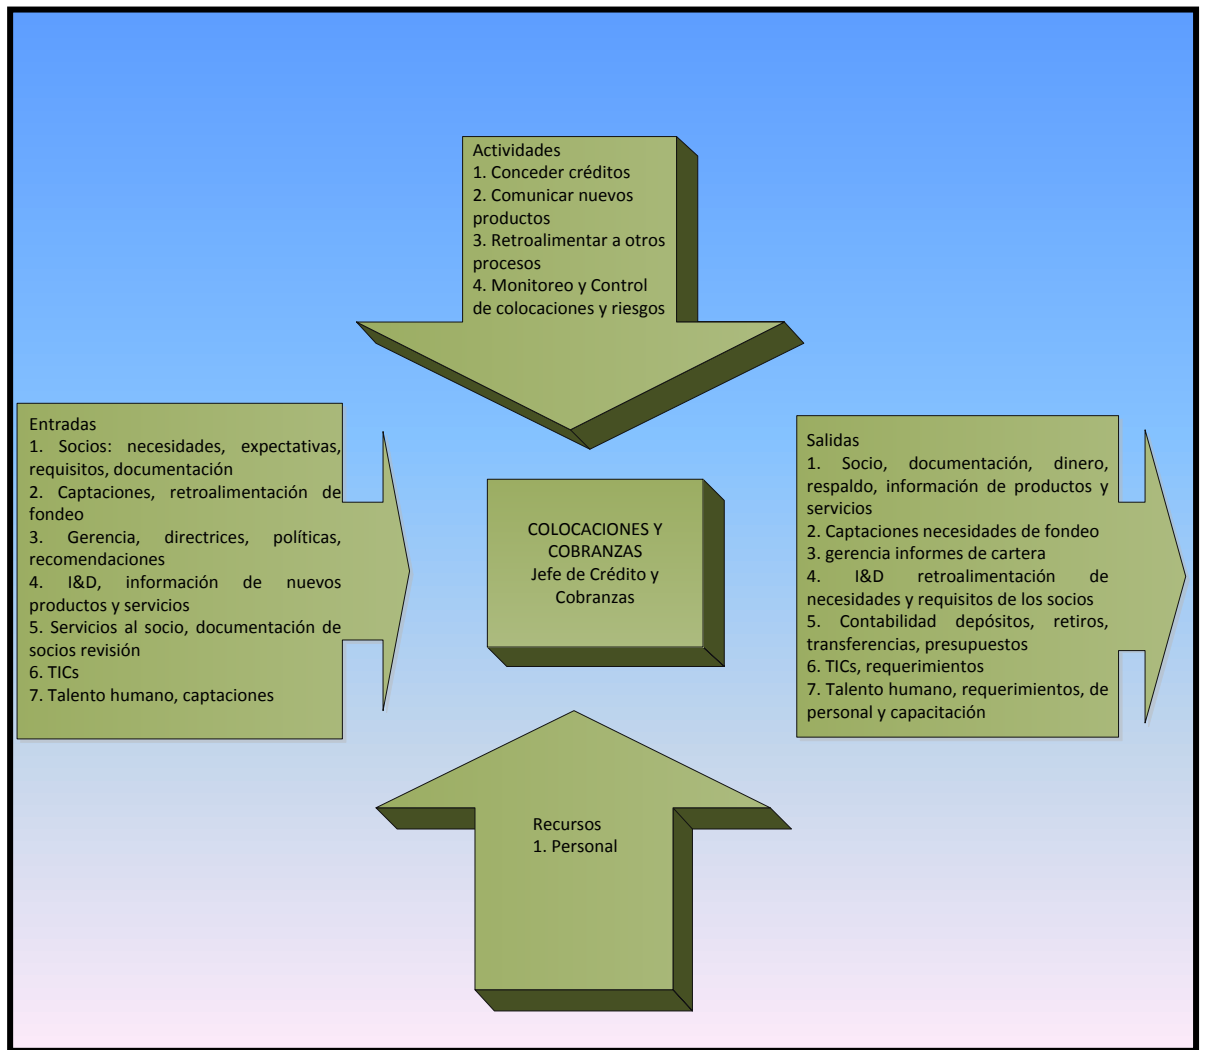 Actividades
1. Conceder créditos
2. Comunicar nuevos
productos
3. Retroalimentar a otros
procesos
4. Monitoreo y Control
de colocaciones y riesgos
Entradas
1. Socios: necesidades, expectativas,
requisitos, documentación
2. Captaciones, retroalimentación de
fondeo
3. Gerencia, directrices, políticas,
recomendaciones
4. I&D, información de nuevos
productos y servicios
5. Servicios al socio, documentación de
socios revisión
6. TICs
7. Talento humano, captaciones
COLOCACIONES Y
COBRANZAS
Jefe de Crédito y
Cobranzas
Salidas
1. Socio, documentación, dinero,
respaldo, información de productos y
servicios
2. Captaciones necesidades de fondeo
3. gerencia informes de cartera
4. I&D retroalimentación de
necesidades y requisitos de los socios
5. Contabilidad depósitos, retiros,
transferencias, presupuestos
6. TICs, requerimientos
7. Talento humano, requerimientos, de
personal y capacitación
Recursos
1. Personal